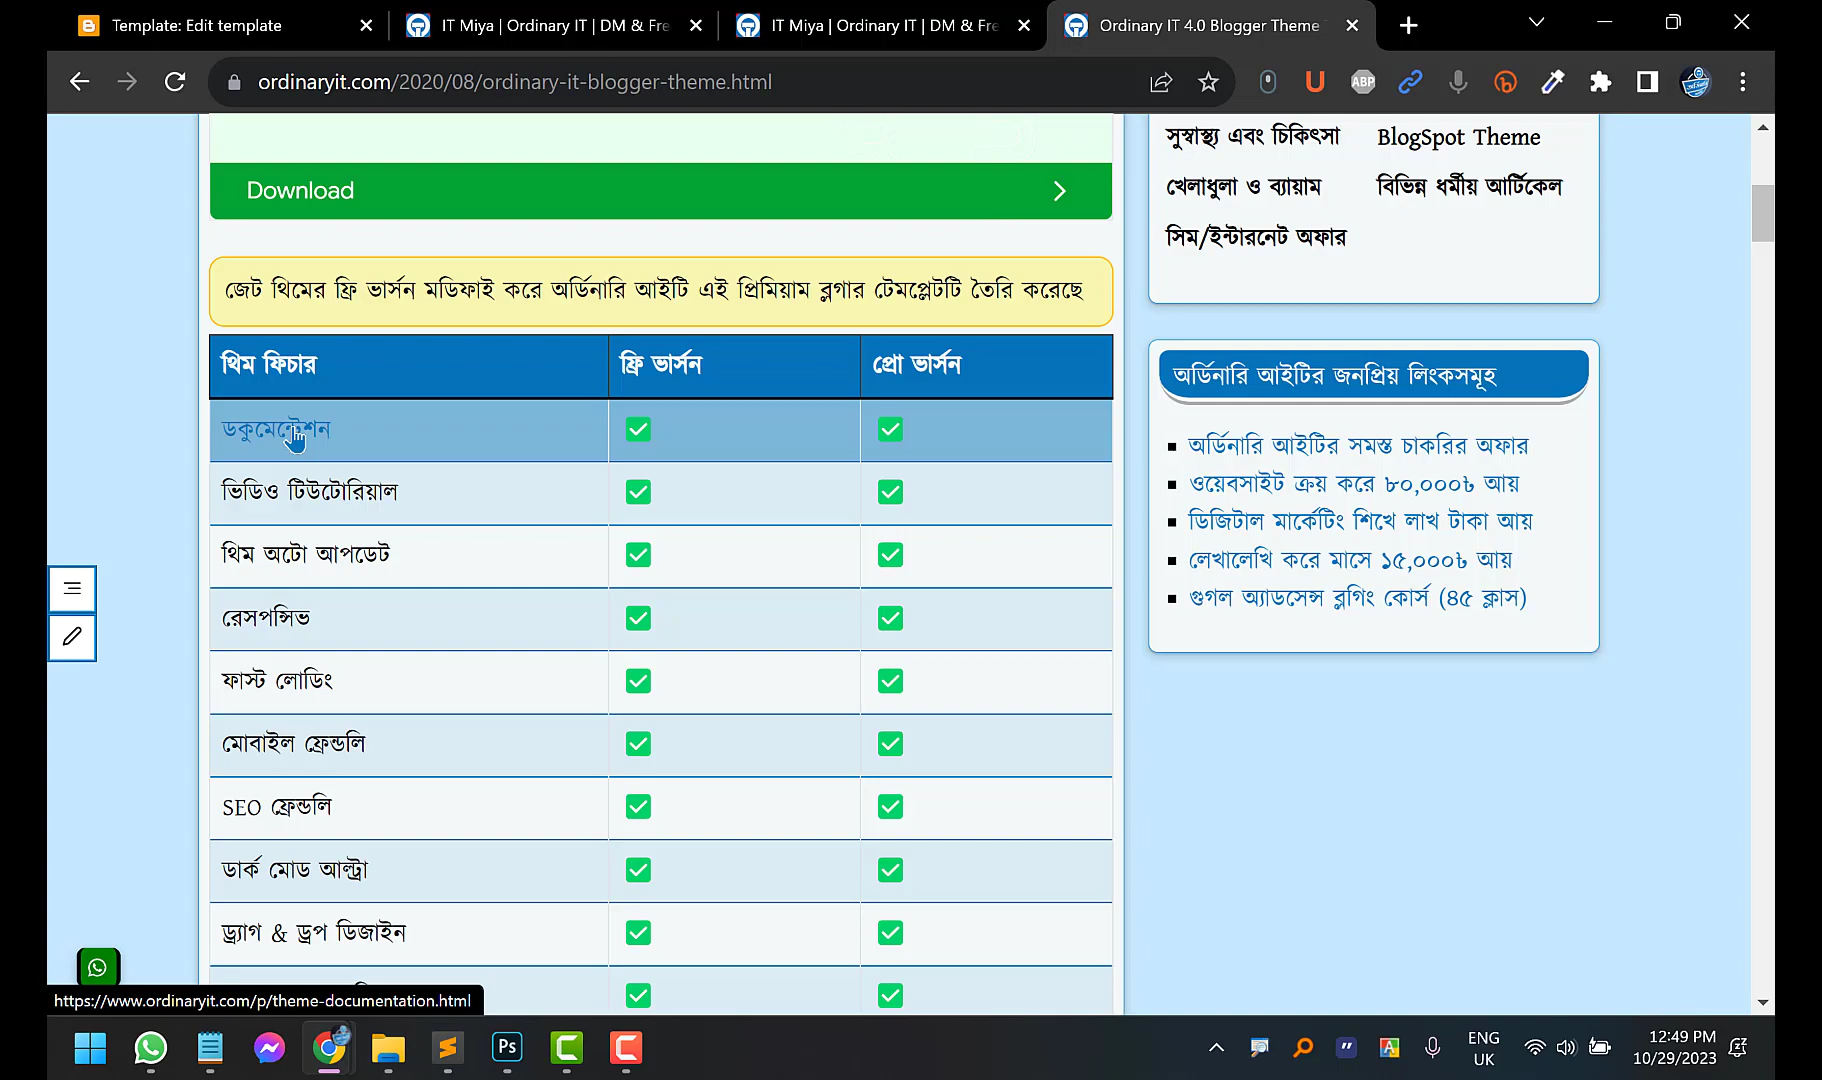 Template: Edit template
IT Miya | Ordinary IT | DM & Fre
IT Miya | Ordinary IT | DM & Fre
Ordinary IT 4.0 Blogger Theme
ordinaryit.com/2020/08/ordinary-it-blogger-theme.html
ABP
Download
জেট থিমের ফ্রি ভার্সন মডিফাই করে অর্ডিনারি আইটি এই প্রিমিয়াম ব্লগার টেমপ্লেটটি তৈরি করেছে
থিম ফিচার ফ্রি ভার্সন প্রো ভার্সন
ডকুমেন্টেশন
ভিডিও টিউটোরিয়াল
থিম অটো আপডেট
রেসপন্সিভ
ফাস্ট লোডিং
মোবাইল ফ্রেন্ডলি
SEO ফ্রেন্ডলি
ডার্ক মোড আল্ট্রা
ড্র্যাগ & ড্রপ ডিজাইন
সুস্বাস্থ্য এবং চিকিৎসা BlogSpot Theme
খেলাধুলা ও ব্যায়াম বিভিন্ন ধর্মীয় আর্টিকেল
সিম/ইন্টারনেট অফার
অর্ডিনারি আইটির জনপ্রিয় লিংকসমূহ
অর্ডিনারি আইটির সমস্ত চাকরির অফার
ওয়েবসাইট ক্রয় করে ৮০,০০০৳ আয়
ডিজিটাল মার্কেটিং শিখে লাখ টাকা আয়
লেখালেখি করে মাসে ১৫,০০০৳ আয়
গুগল অ্যাডসেন্স ব্লগিং কোর্স (৪৫ ক্লাস)
https://www.ordinaryit.com/p/theme-documentation.html
Ps
ENG
UK
12:49 PM
10/29/2023